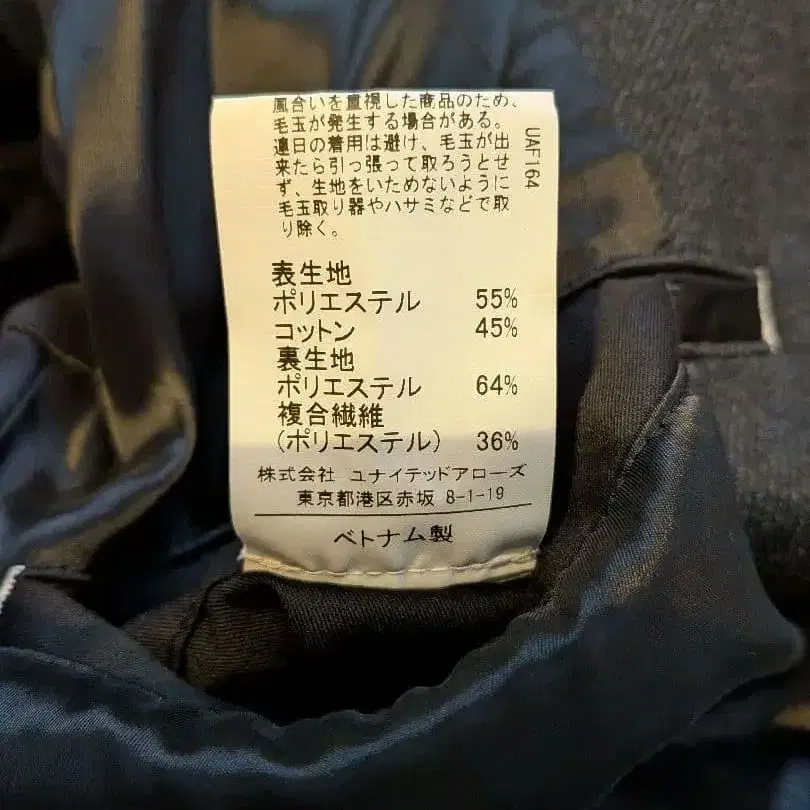 風合いを重視した商品のため、
毛玉が発生する場合がある。
連日の着用は避け、毛玉が出
来たら引っ張って取ろうとせ
ず、生地をいためないように
毛玉取り器やハサミなどで取
り除く。
UAF164
表生地
ポリエステル 55%
コットン 45%
裏生地
ポリエステル 64%
複合繊維
(ポリエステル) 36%
株式会社 ユナイテッドアローズ
東京都港区赤坂 8-1-19
ベトナム製